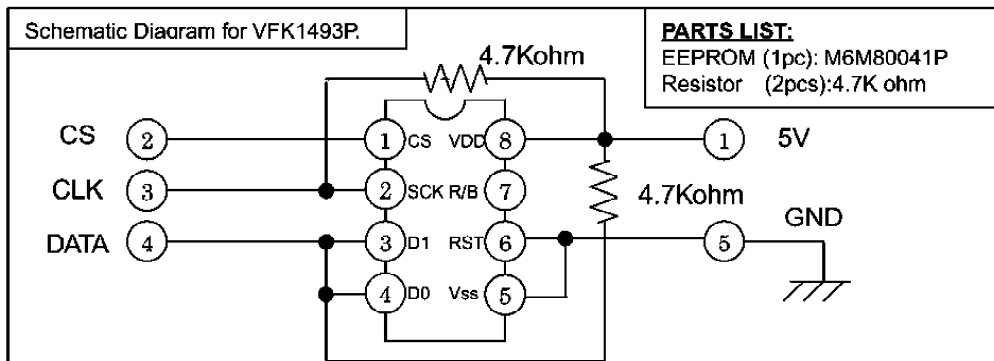 Schematic Diagram for VFK1493P.
PARTS LIST:
EEPROM (1pc): M6M80041P
Resistor (2pcs):4.7K ohm
4.7Kohm
CS 2 1 CS VDD 8 1 5V
CLK 3 2 SCK R/B 7
4.7Kohm
DATA 4 3 D1 RST 6 5 GND
4 D0 Vss 5